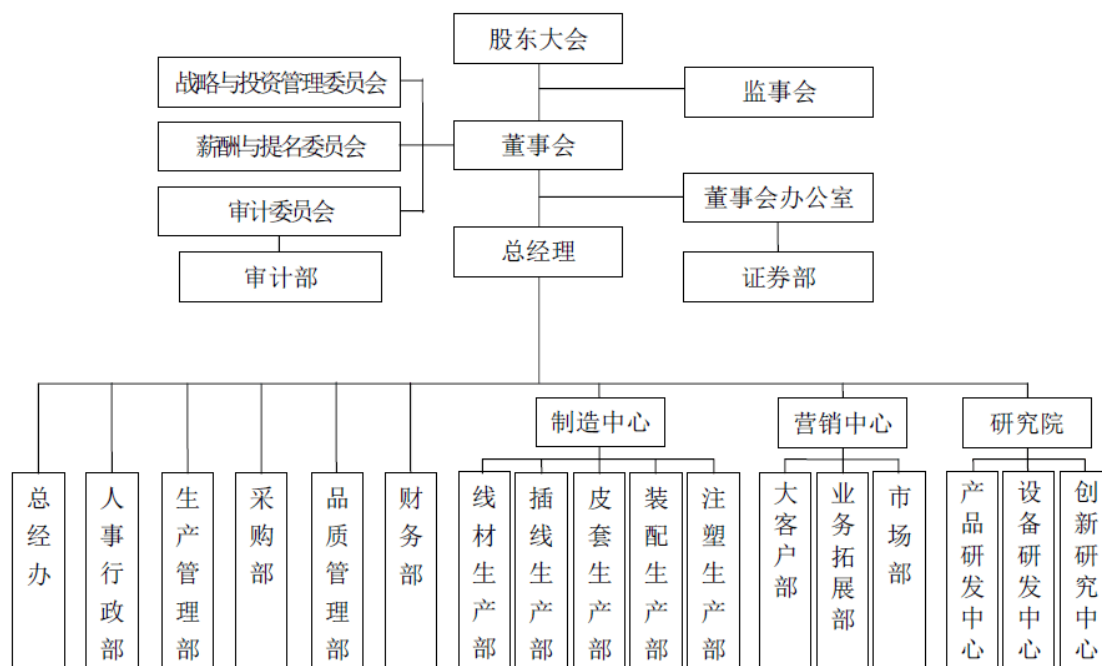 股东大会
战略与投资管理委员会
监事会
薪酬与提名委员会
董事会
审计委员会
董事会办公室
总经理
审计部
证券部
制造中心
营销中心
研究院
总经办
人事行政部
生产管理部
采购部
品质管理部
财务部
线材生产部
插线生产部
皮套生产部
装配生产部
注塑生产部
大客户部
业务拓展部
市场部
产品研发中心
设备研发中心
创新研究中心